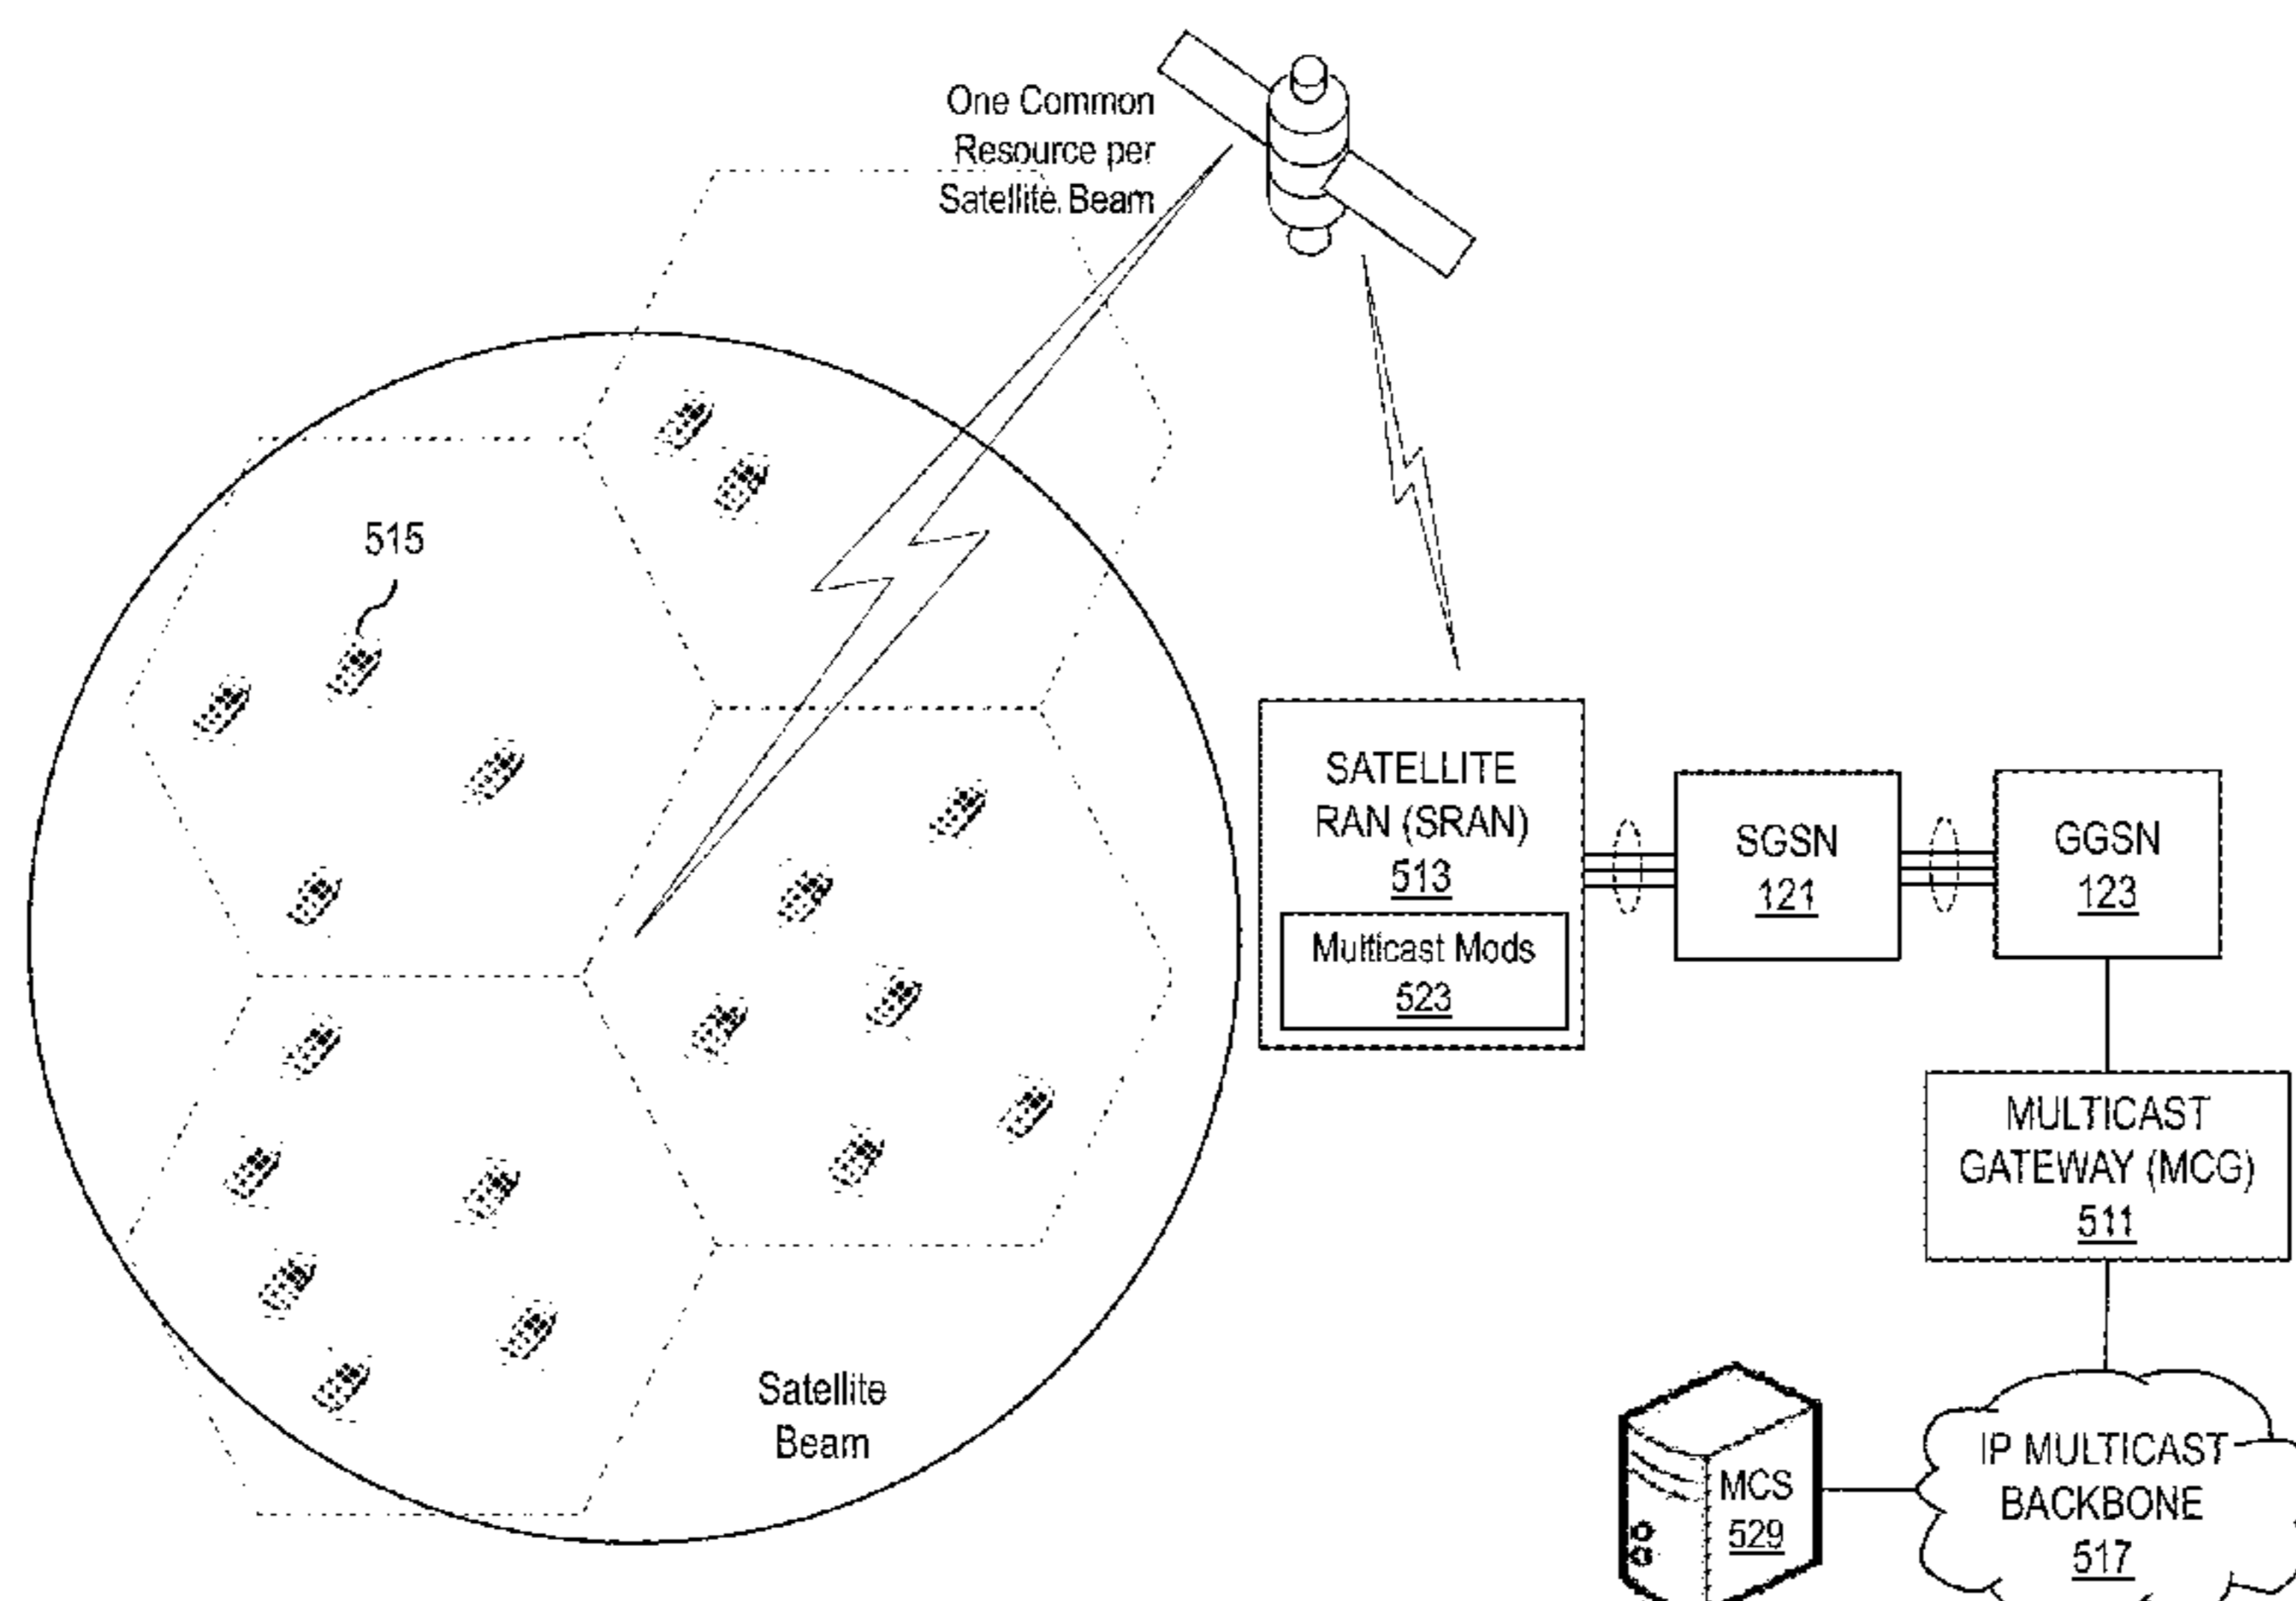 One Common
Resource per
Satellite Beam
515
SATELLITE
RAN (SRAN)
513
Multicast Mods
523
SGSN
121
GGSN
123
MULTICAST
GATEWAY (MCG)
511
Satellite
Beam
MCS
529
IP MULTICAST
BACKBONE
517